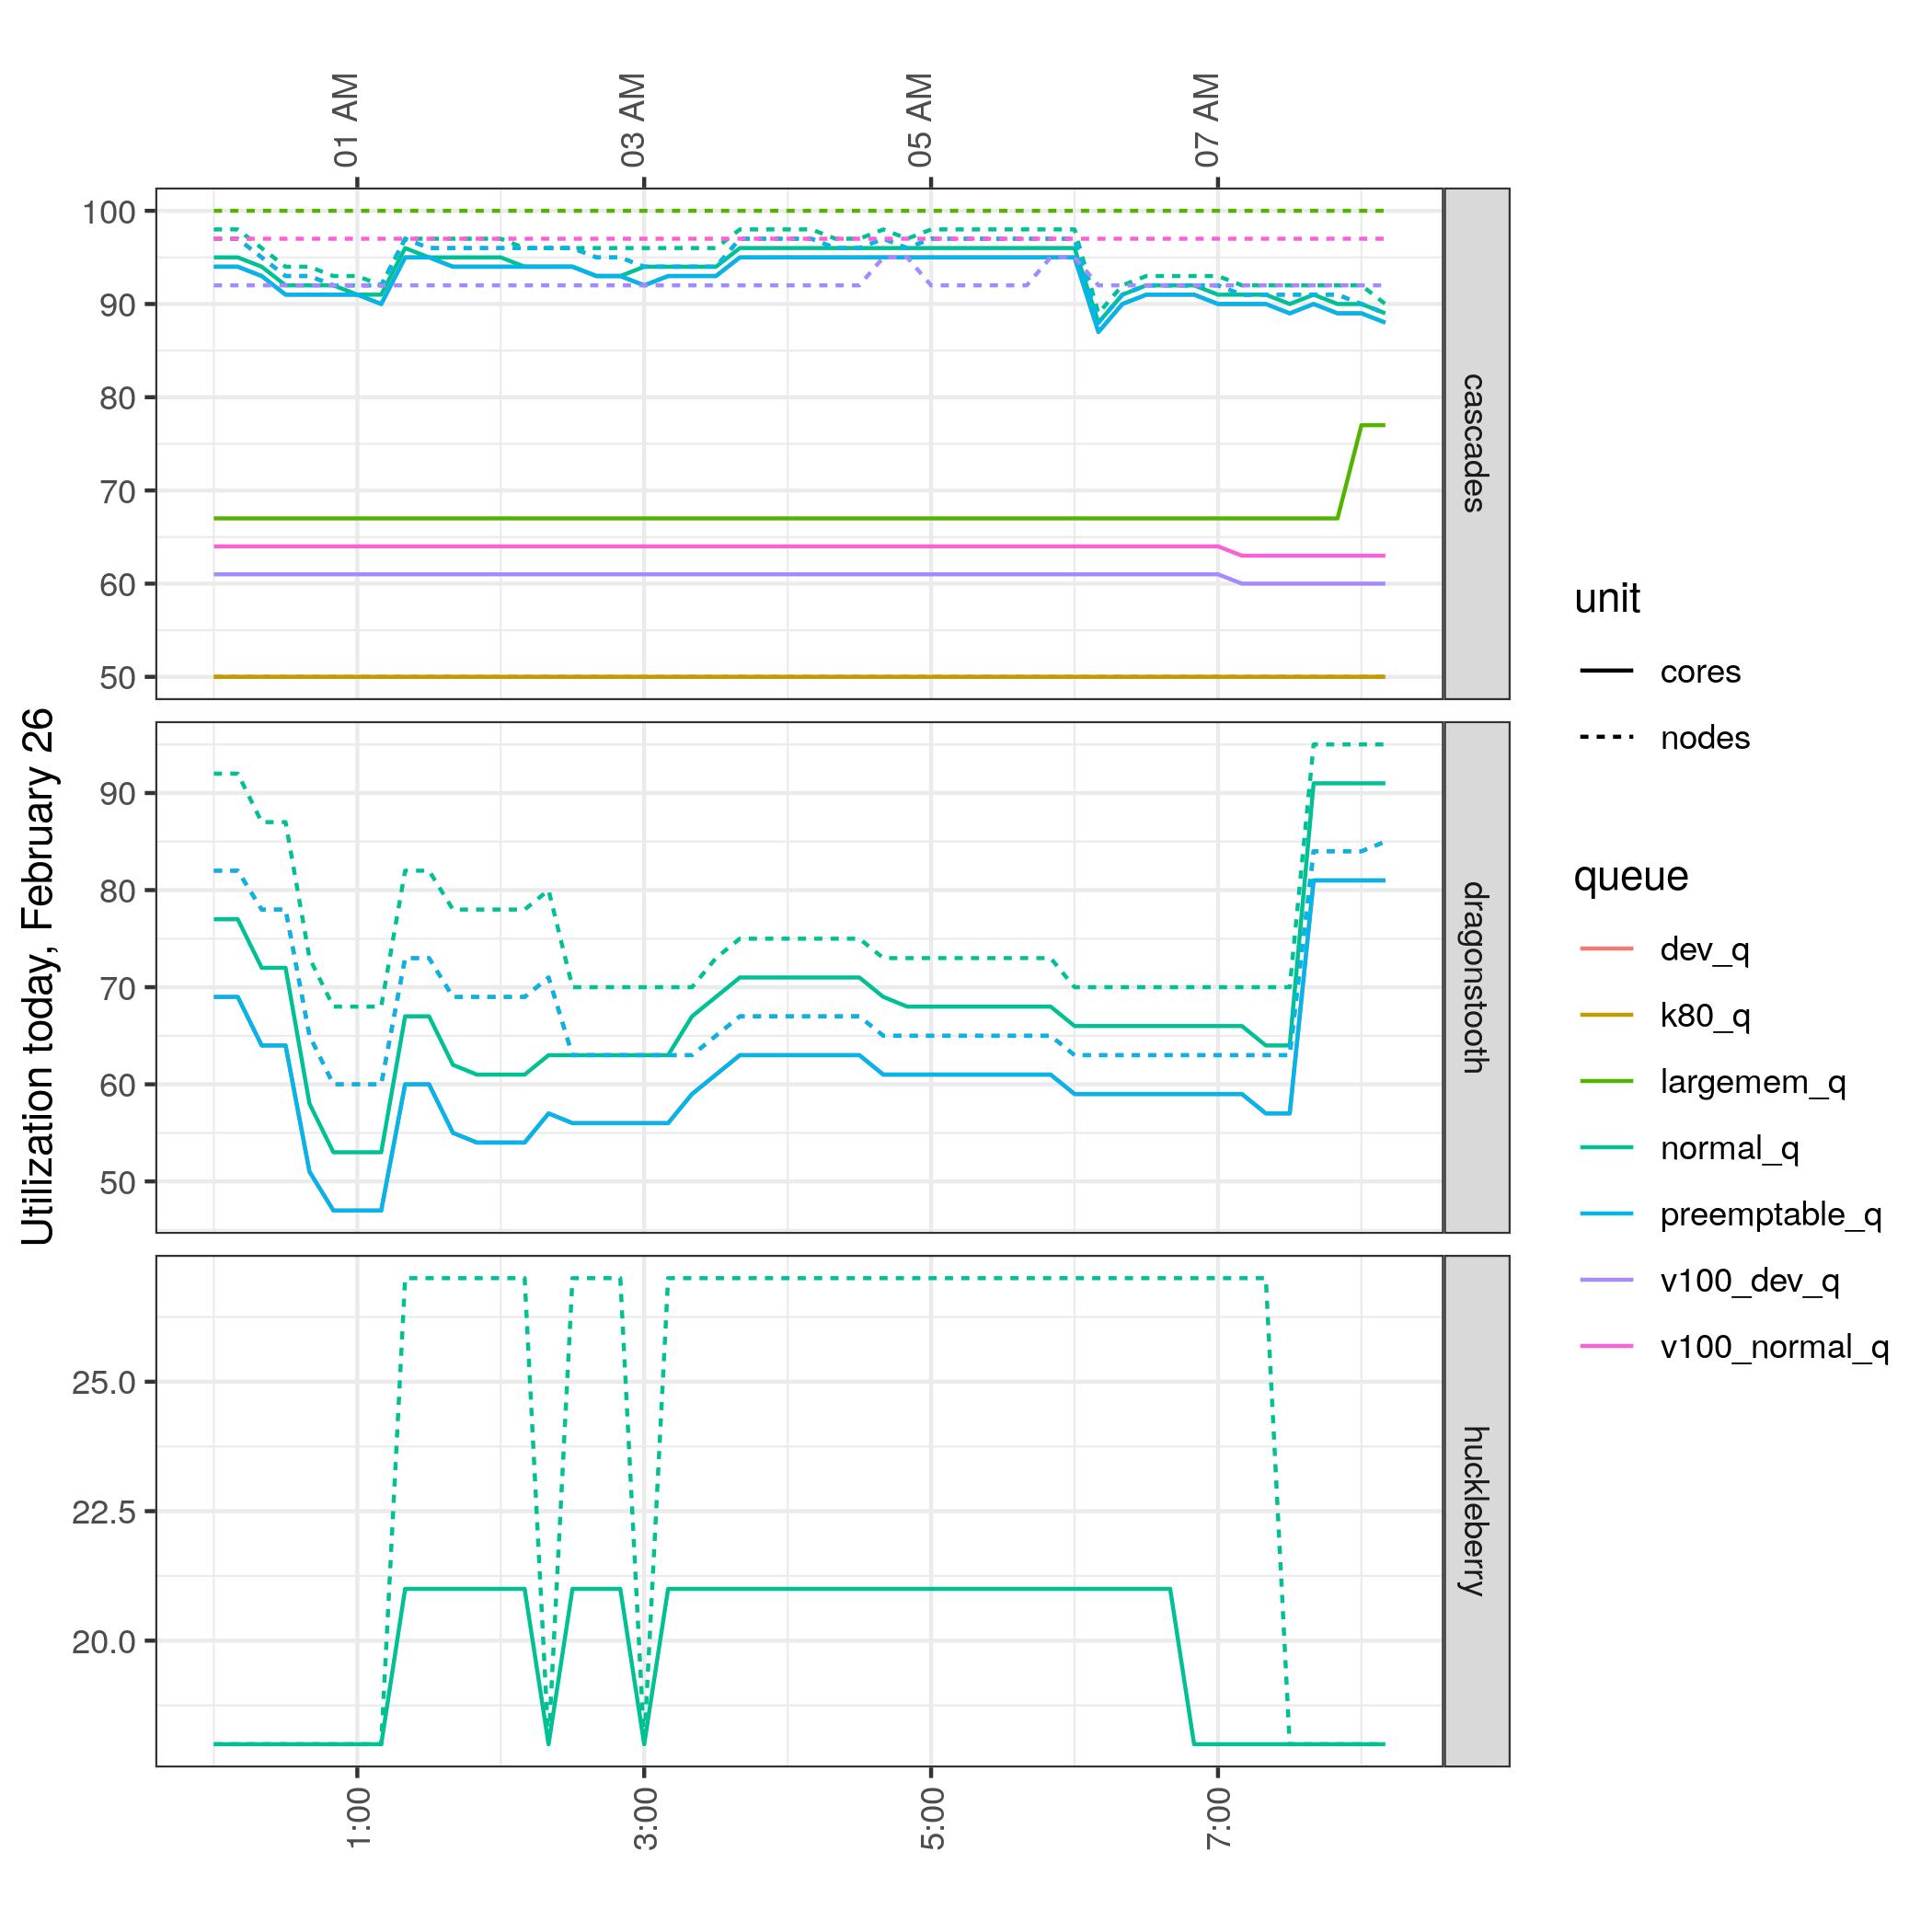 01 AM
03 AM
05 AM
07 AM
Utilization today, February 26
100
90
80
70
60
50
cascades
90
80
70
60
50
dragonstooth
25.0
22.5
20.0
huckleberry
1:00
3:00
5:00
7:00
unit
cores
nodes
queue
dev_q
k80_q
largemem_q
normal_q
preemptable_q
v100_dev_q
v100_normal_q